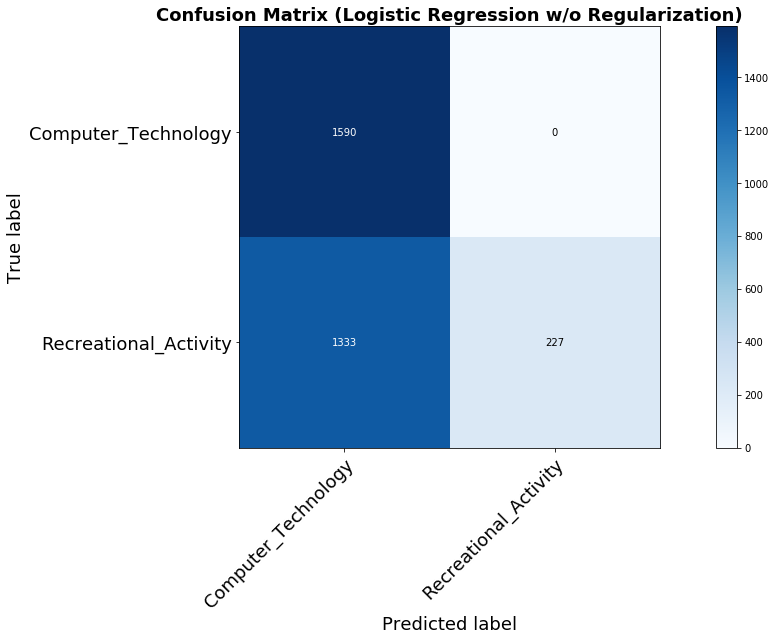 Confusion Matrix (Logistic Regression w/o Regularization)
True label
Computer_Technology
1590
0
Recreational_Activity
1333
227
Computer_Technology
Recreational_Activity
Predicted label
1400
1200
1000
800
600
400
200
0